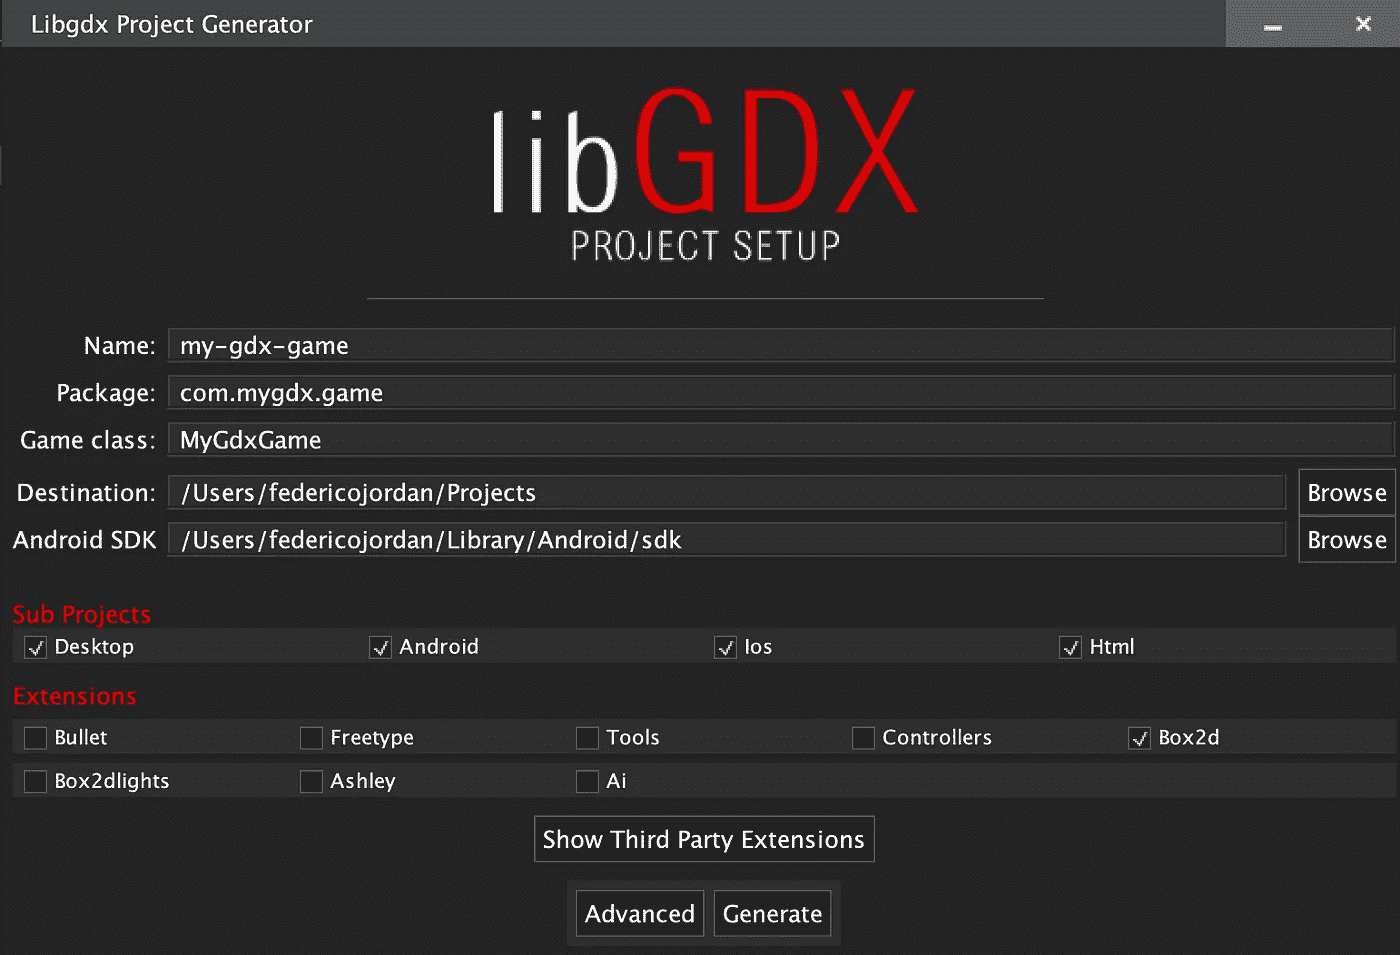 Libgdx Project Generator
libGDX
PROJECT SETUP
Name: my-gdx-game
Package: com.mygdx.game
Game class: MyGdxGame
Destination: /Users/federicojordan/Projects Browse
Android SDK /Users/federicojordan/Library/Android/sdk Browse
Sub Projects
Desktop Android Ios Html
Extensions
Bullet Freetype Tools Controllers Box2d
Box2dlights Ashley Ai
Show Third Party Extensions
Advanced Generate